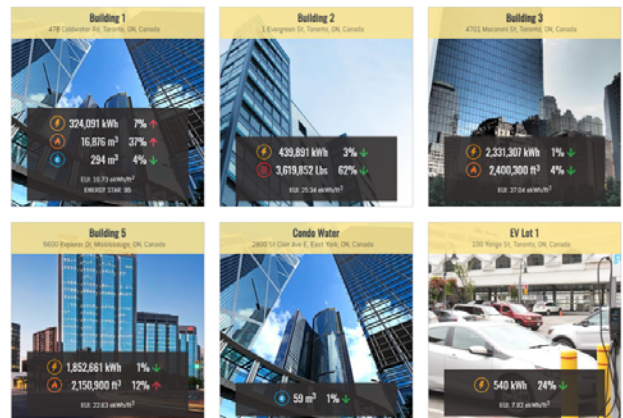 Building 1
479 Coldwater Rd, Toronto, ON, Canada
324,091 kWh 7% ↑
16,876 m³ 37% ↑
294 m³ 4% ↓
EUI: 16.73 ekWh/ft²
ENERGY STAR: 95
Building 2
1 Evergreen St, Toronto, ON, Canada
439,891 kWh 3% ↓
3,619,852 Lbs 62% ↓
EUI: 25.34 ekWh/ft²
Building 3
4701 Macaroni St, Toronto, ON, Canada
2,331,307 kWh 1% ↓
2,400,300 ft³ 4% ↓
EUI: 37.04 ekWh/ft²
Building 5
5600 Explorer Dr, Mississauga, ON, Canada
1,852,661 kWh 1% ↓
2,150,900 ft³ 12% ↑
EUI: 22.63 ekWh/ft²
Condo Water
2800 St Clair Ave E, East York, ON, Canada
59 m³ 1% ↓
EV Lot 1
100 Ridge St, Toronto, ON, Canada
540 kWh 24% ↓
EUI: 7.82 ekWh/ft²